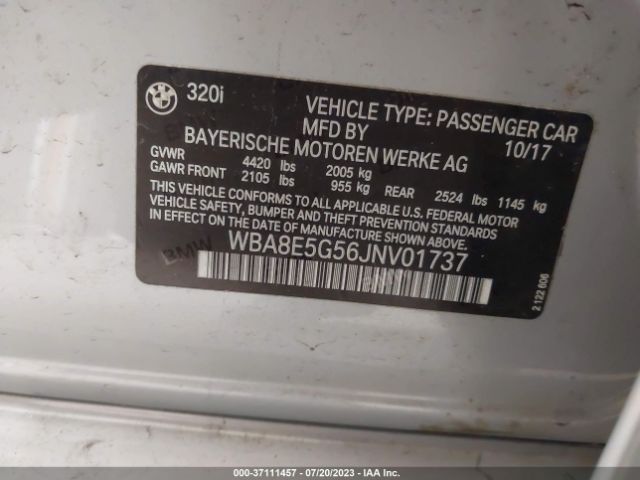 BMW 320i
VEHICLE TYPE: PASSENGER CAR
MFD BY 10/17
BAYERISCHE MOTOREN WERKE AG
GVWR 4420 lbs 2005 kg
GAWR FRONT 2105 lbs 955 kg REAR 2524 lbs 1145 kg
THIS VEHICLE CONFORMS TO ALL APPLICABLE U.S. FEDERAL MOTOR
VEHICLE SAFETY, BUMPER AND THEFT PREVENTION STANDARDS
IN EFFECT ON THE DATE OF MANUFACTURE SHOWN ABOVE.
BMW WBA8E5G56JNV01737
2 122 606
000-37111457 - 07/20/2023 - IAA Inc.